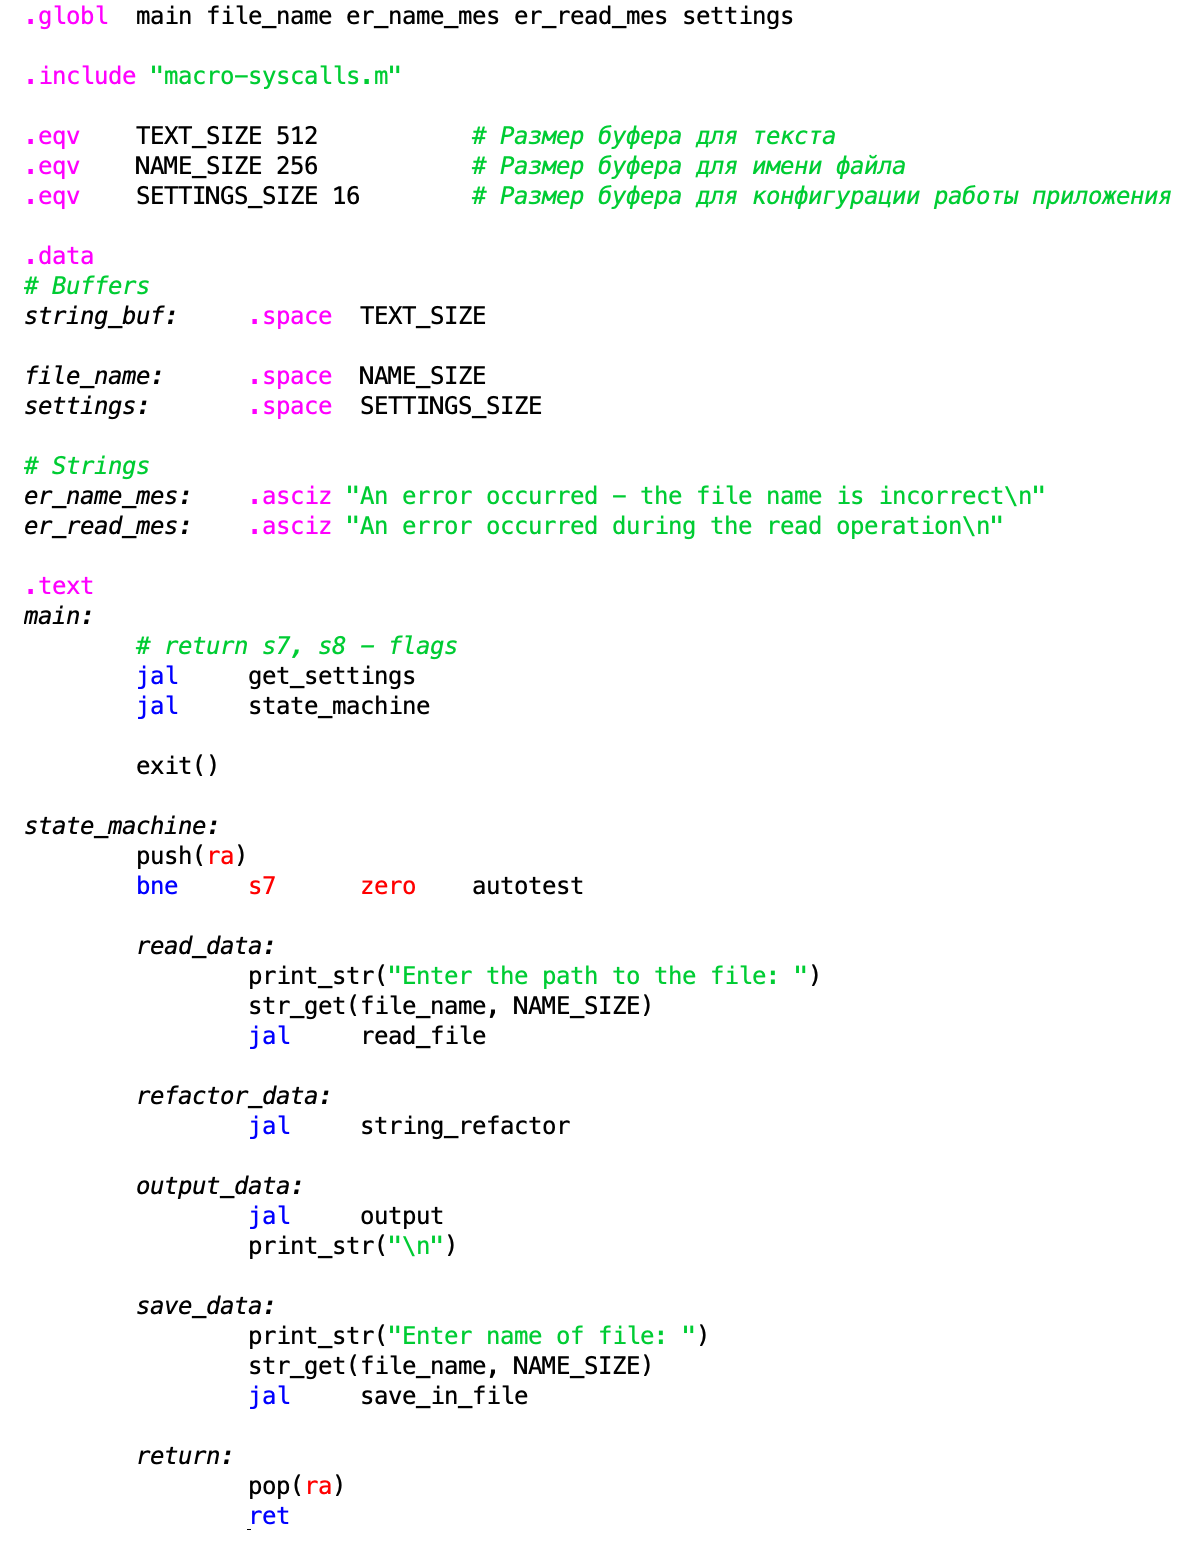 .globl main file_name er_name_mes er_read_mes settings
.include "macro-syscalls.m"
.eqv TEXT_SIZE 512 # Размер буфера для текста
.eqv NAME_SIZE 256 # Размер буфера для имени файла
.eqv SETTINGS_SIZE 16 # Размер буфера для конфигурации работы приложения
.data
# Buffers
string_buf: .space TEXT_SIZE
file_name: .space NAME_SIZE
settings: .space SETTINGS_SIZE
# Strings
er_name_mes: .asciz "An error occurred - the file name is incorrect\n"
er_read_mes: .asciz "An error occurred during the read operation\n"
.text
main:
# return s7, s8 - flags
jal get_settings
jal state_machine
exit()
state_machine:
push(ra)
bne s7 zero autotest
read_data:
print_str("Enter the path to the file: ")
str_get(file_name, NAME_SIZE)
jal read_file
refactor_data:
jal string_refactor
output_data:
jal output
print_str("\n")
save_data:
print_str("Enter name of file: ")
str_get(file_name, NAME_SIZE)
jal save_in_file
return:
pop(ra)
ret